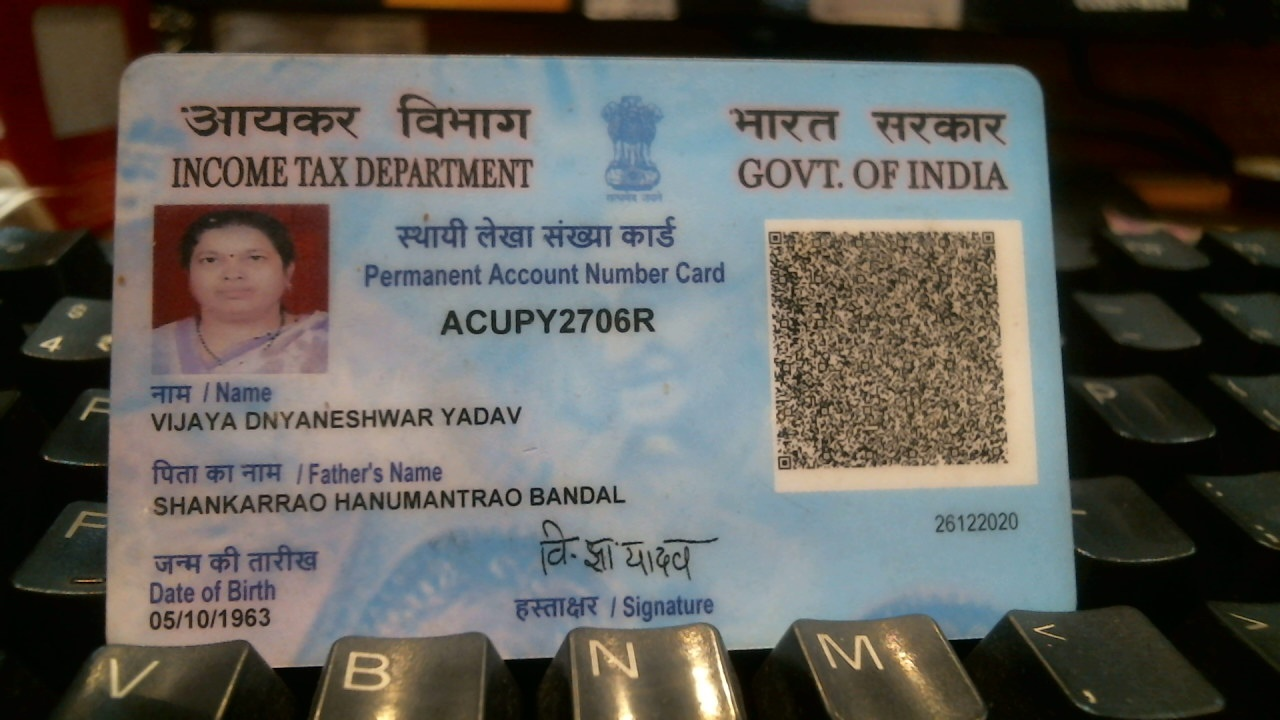 आयकर विभाग
INCOME TAX DEPARTMENT
भारत सरकार
GOVT. OF INDIA
स्थायी लेखा संख्या कार्ड
Permanent Account Number Card
ACUPY2706R
नाम / Name
VIJAYA DNYANESHWAR YADAV
पिता का नाम / Father's Name
SHANKARRAO HANUMANTRAO BANDAL
26122020
जन्म की तारीख
Date of Birth
05/10/1963
वि. ज्ञा. यादव
हस्ताक्षर / Signature
V B N M < ,